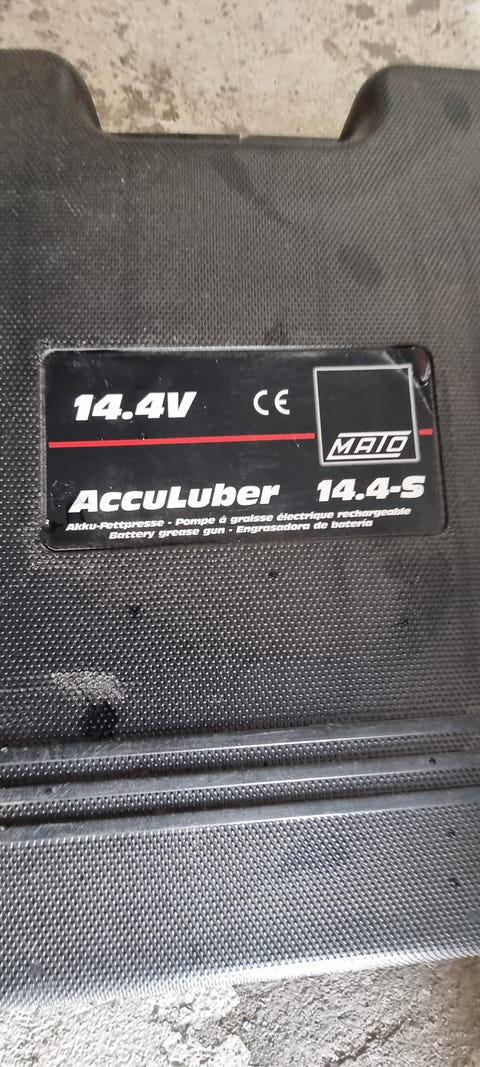 14.4V CE
MATO
AccuLuber 14.4-S
Akku-Fettpresse - Pompe á graisse électrique rechargeable
Battery grease gun - Engrasadora de batería